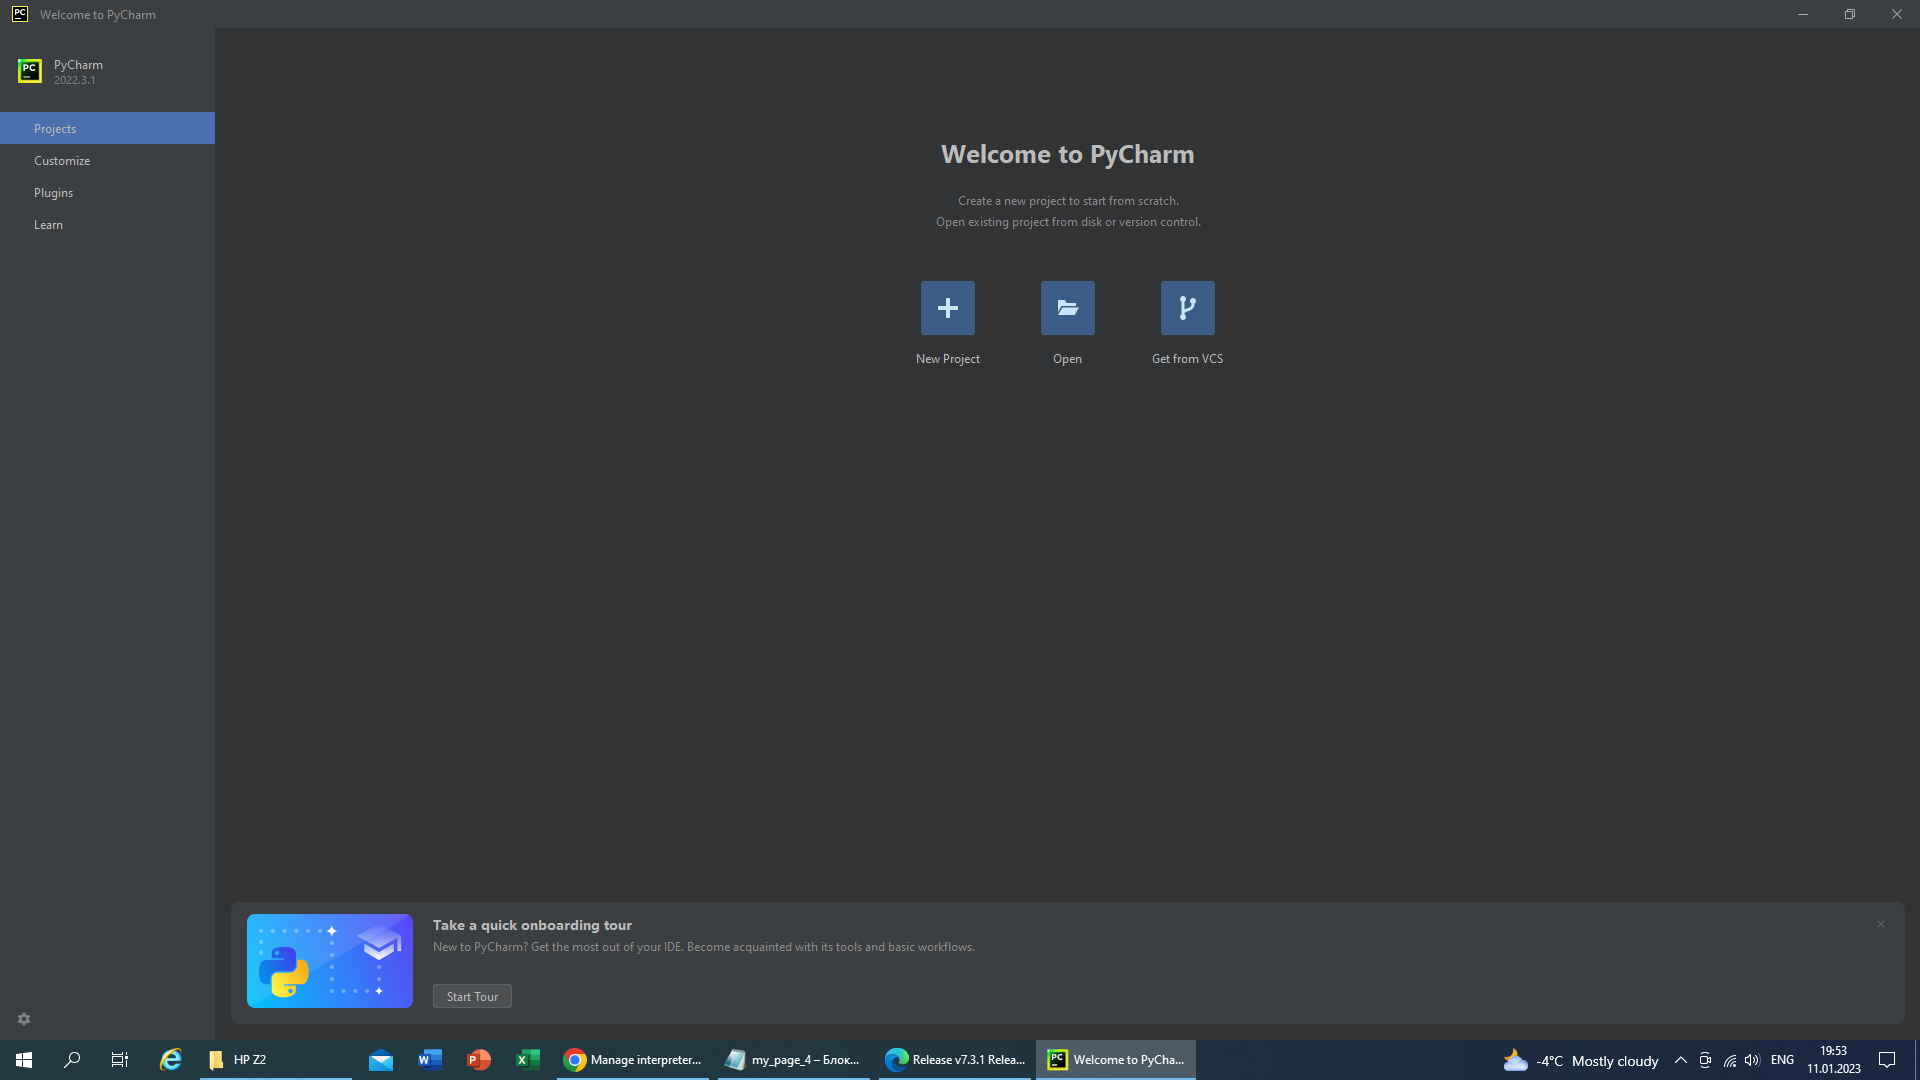 Welcome to PyCharm
PyCharm
2022.3.1
Projects
Customize
Plugins
Learn
Welcome to PyCharm
Create a new project to start from scratch.
Open existing project from disk or version control.
New Project
Open
Get from VCS
Take a quick onboarding tour
New to PyCharm? Get the most out of your IDE. Become acquainted with its tools and basic workflows.
Start Tour
HP Z2
Manage interpreter...
my_page_4 – Блок...
Release v7.3.1 Relea...
Welcome to PyCha...
-4°C Mostly cloudy
ENG
19:53
11.01.2023